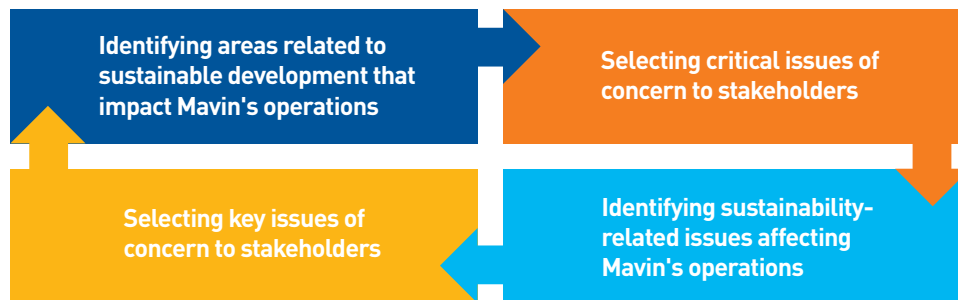 Identifying areas related to
sustainable development that
impact Mavin's operations
Selecting critical issues of
concern to stakeholders
Selecting key issues of
concern to stakeholders
Identifying sustainability-
related issues affecting
Mavin's operations